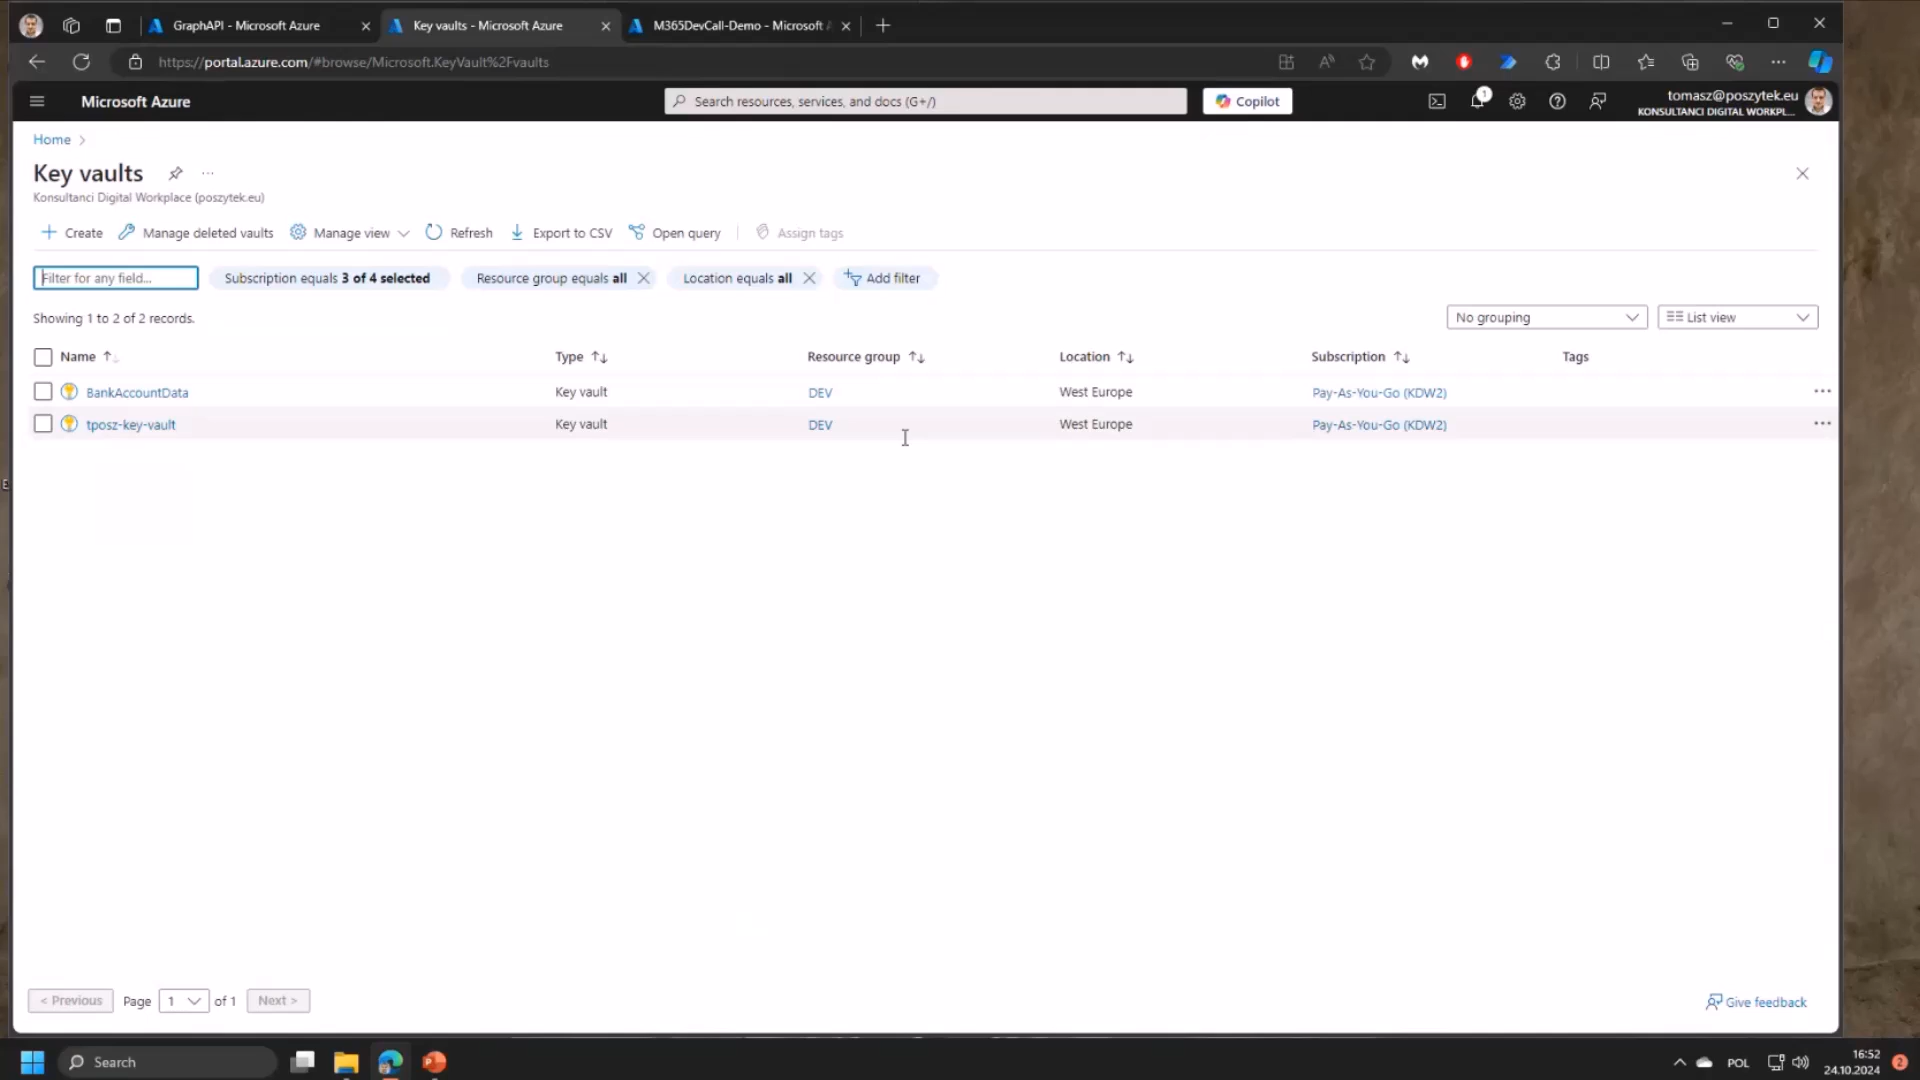 GraphAPI - Microsoft Azure
Key vaults - Microsoft Azure
M365DevCall-Demo - Microsoft A
https://portal.azure.com/#browse/Microsoft.KeyVault%2Fvaults
Microsoft Azure
Search resources, services, and docs (G+/)
Copilot
1
tomasz@poszytek.eu
KONSULTANCI DIGITAL WORKPL...
Home >
Key vaults
Konsultanci Digital Workplace (poszytek.eu)
Create Manage deleted vaults Manage view Refresh Export to CSV Open query Assign tags
Filter for any field... Subscription equals 3 of 4 selected Resource group equals all Location equals all Add filter
Showing 1 to 2 of 2 records.
No grouping List view
Name Type Resource group Location Subscription Tags
BankAccountData Key vault DEV West Europe Pay-As-You-Go (KDW2)
tposz-key-vault Key vault DEV West Europe Pay-As-You-Go (KDW2)
< Previous Page 1 of 1 Next >
Give feedback
Search
POL
16:52
24.10.2024
2